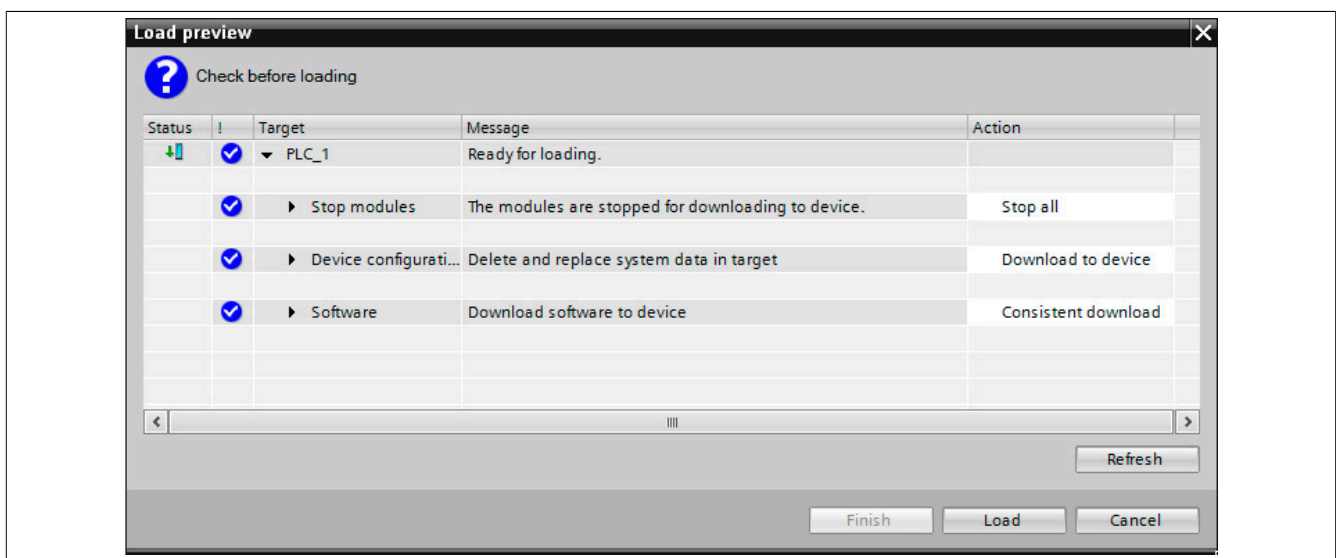 Load preview
Check before loading
Status ! Target Message Action
PLC_1 Ready for loading.
Stop modules The modules are stopped for downloading to device. Stop all
Device configurati... Delete and replace system data in target Download to device
Software Download software to device Consistent download
Refresh
Finish Load Cancel